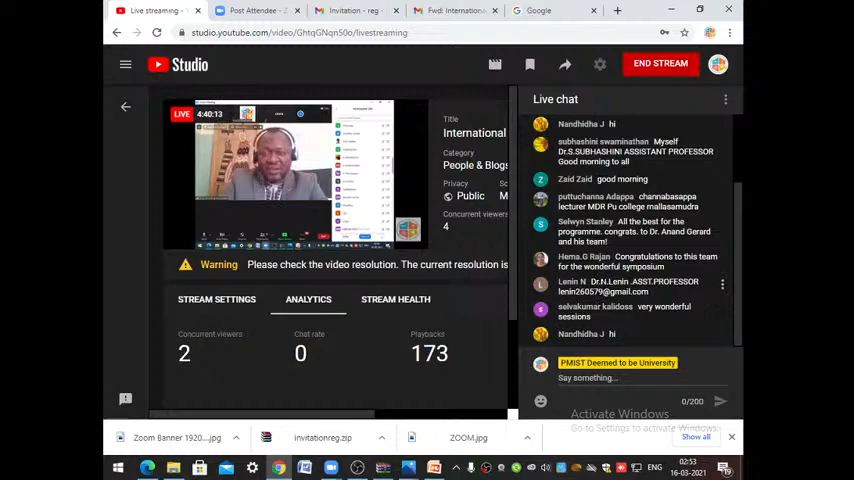 Live streaming -
Post Attendee - Z
Invitation - reg -
Fwd: Internationa
Google
studio.youtube.com/video/GhtqGNqn50o/livestreaming
Studio
END STREAM
LIVE 4:40:13
Title
International
Category
People & Blogs
Privacy
Public
Concurrent viewers
4
Warning Please check the video resolution. The current resolution is
STREAM SETTINGS ANALYTICS STREAM HEALTH
Concurrent viewers Chat rate Playbacks
2 0 173
Live chat
Nandhidha J hi
subhashini swaminathan Myself
Dr.S.SUBHASHINI ASSISTANT PROFESSOR
Good morning to all
Zaid Zaid good morning
puttuchanna Adappa channabasappa
lecturer MDR Pu college mallasamudra
Selwyn Stanley All the best for the
programme. congrats. to Dr. Anand Gerard
and his team!
Hema.G Rajan Congratulations to this team
for the wonderful symposium
Lenin N Dr.N.Lenin .ASST.PROFESSOR
lenin260579@gmail.com
selvakumar kalidoss very wonderful
sessions
Nandhidha J hi
PMIST Deemed to be University
Say something...
0/200
Activate Windows
Go to Settings to activate Windows.
Zoom Banner 1920....jpg
invitationreg.zip
ZOOM.jpg
Show all
ENG
02:53
16-03-2021
19